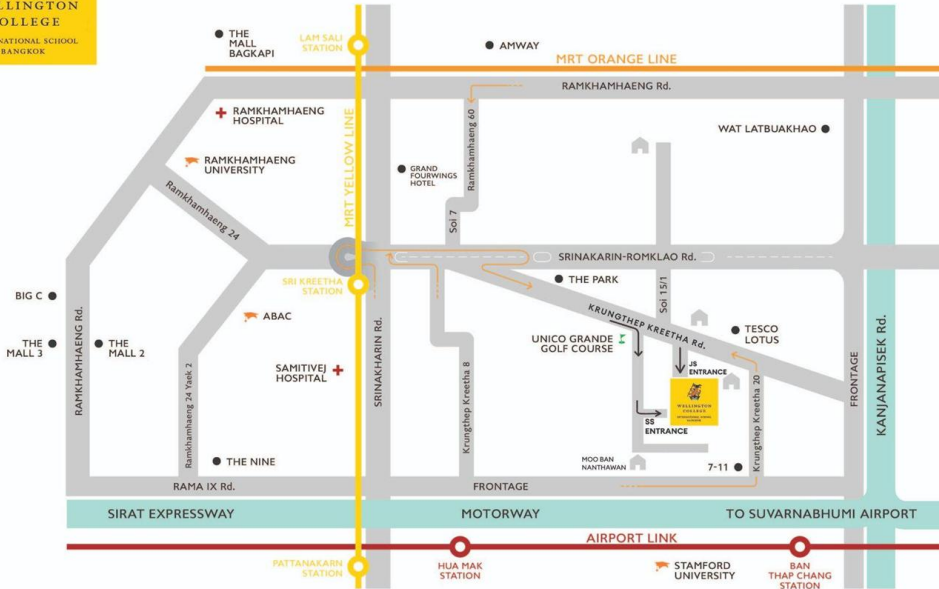 LLINGTON
OLLEGE
NATIONAL SCHOOL
BANGKOK
THE
MALL
BAGKAPI
LAM SALI
STATION
AMWAY
MRT ORANGE LINE
RAMKHAMHAENG Rd.
RAMKHAMHAENG
HOSPITAL
MRT YELLOW LINE
Ramkhamhaeng 60
WAT LATBUAKHAO
RAMKHAMHAENG
UNIVERSITY
GRAND
FOURWINGS
HOTEL
Ramkhamhaeng 24
Soi 7
SRINAKARIN-ROMKLAO Rd.
SRI KREETHA
STATION
THE PARK
Soi 15/1
BIG C
ABAC
KRUNGTHEP KREETHA Rd.
THE
MALL 3
THE
MALL 2
RAMKHAMHAENG Rd.
UNICO GRANDE
GOLF COURSE
TESCO
LOTUS
SAMITIVEJ
HOSPITAL
SRINAKHARIN Rd.
JS
ENTRANCE
FRONTAGE
KANJANAPISEK Rd.
Ramkhamhaeng 24 Yaek 2
Krungthep Kreetha 8
WELLINGTON
COLLEGE
INTERNATIONAL SCHOOL
BANGKOK
SS
ENTRANCE
Krungthep Kreetha 20
THE NINE
MOO BAN
NANTHAWAN
7-11
RAMA IX Rd.
FRONTAGE
SIRAT EXPRESSWAY
MOTORWAY
TO SUVARNABHUMI AIRPORT
AIRPORT LINK
PATTANAKARN
STATION
HUA MAK
STATION
STAMFORD
UNIVERSITY
BAN
THAP CHANG
STATION